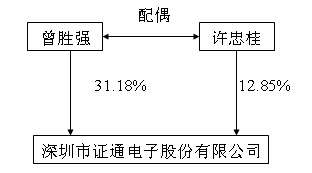 配偶
曾胜强
许忠桂
31.18%
12.85%
深圳市证通电子股份有限公司